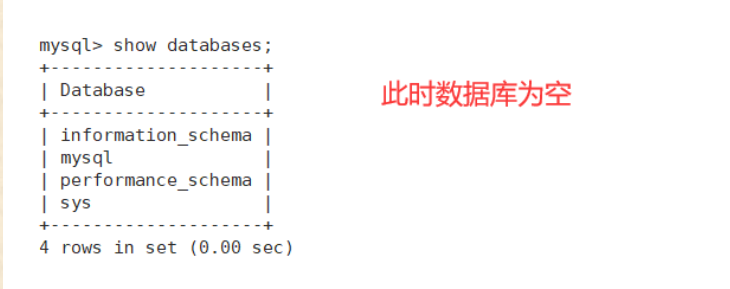 mysql> show databases;
+--------------------+
| Database           |
+--------------------+
| information_schema |
| mysql              |
| performance_schema |
| sys                |
+--------------------+
4 rows in set (0.00 sec)
此时数据库为空